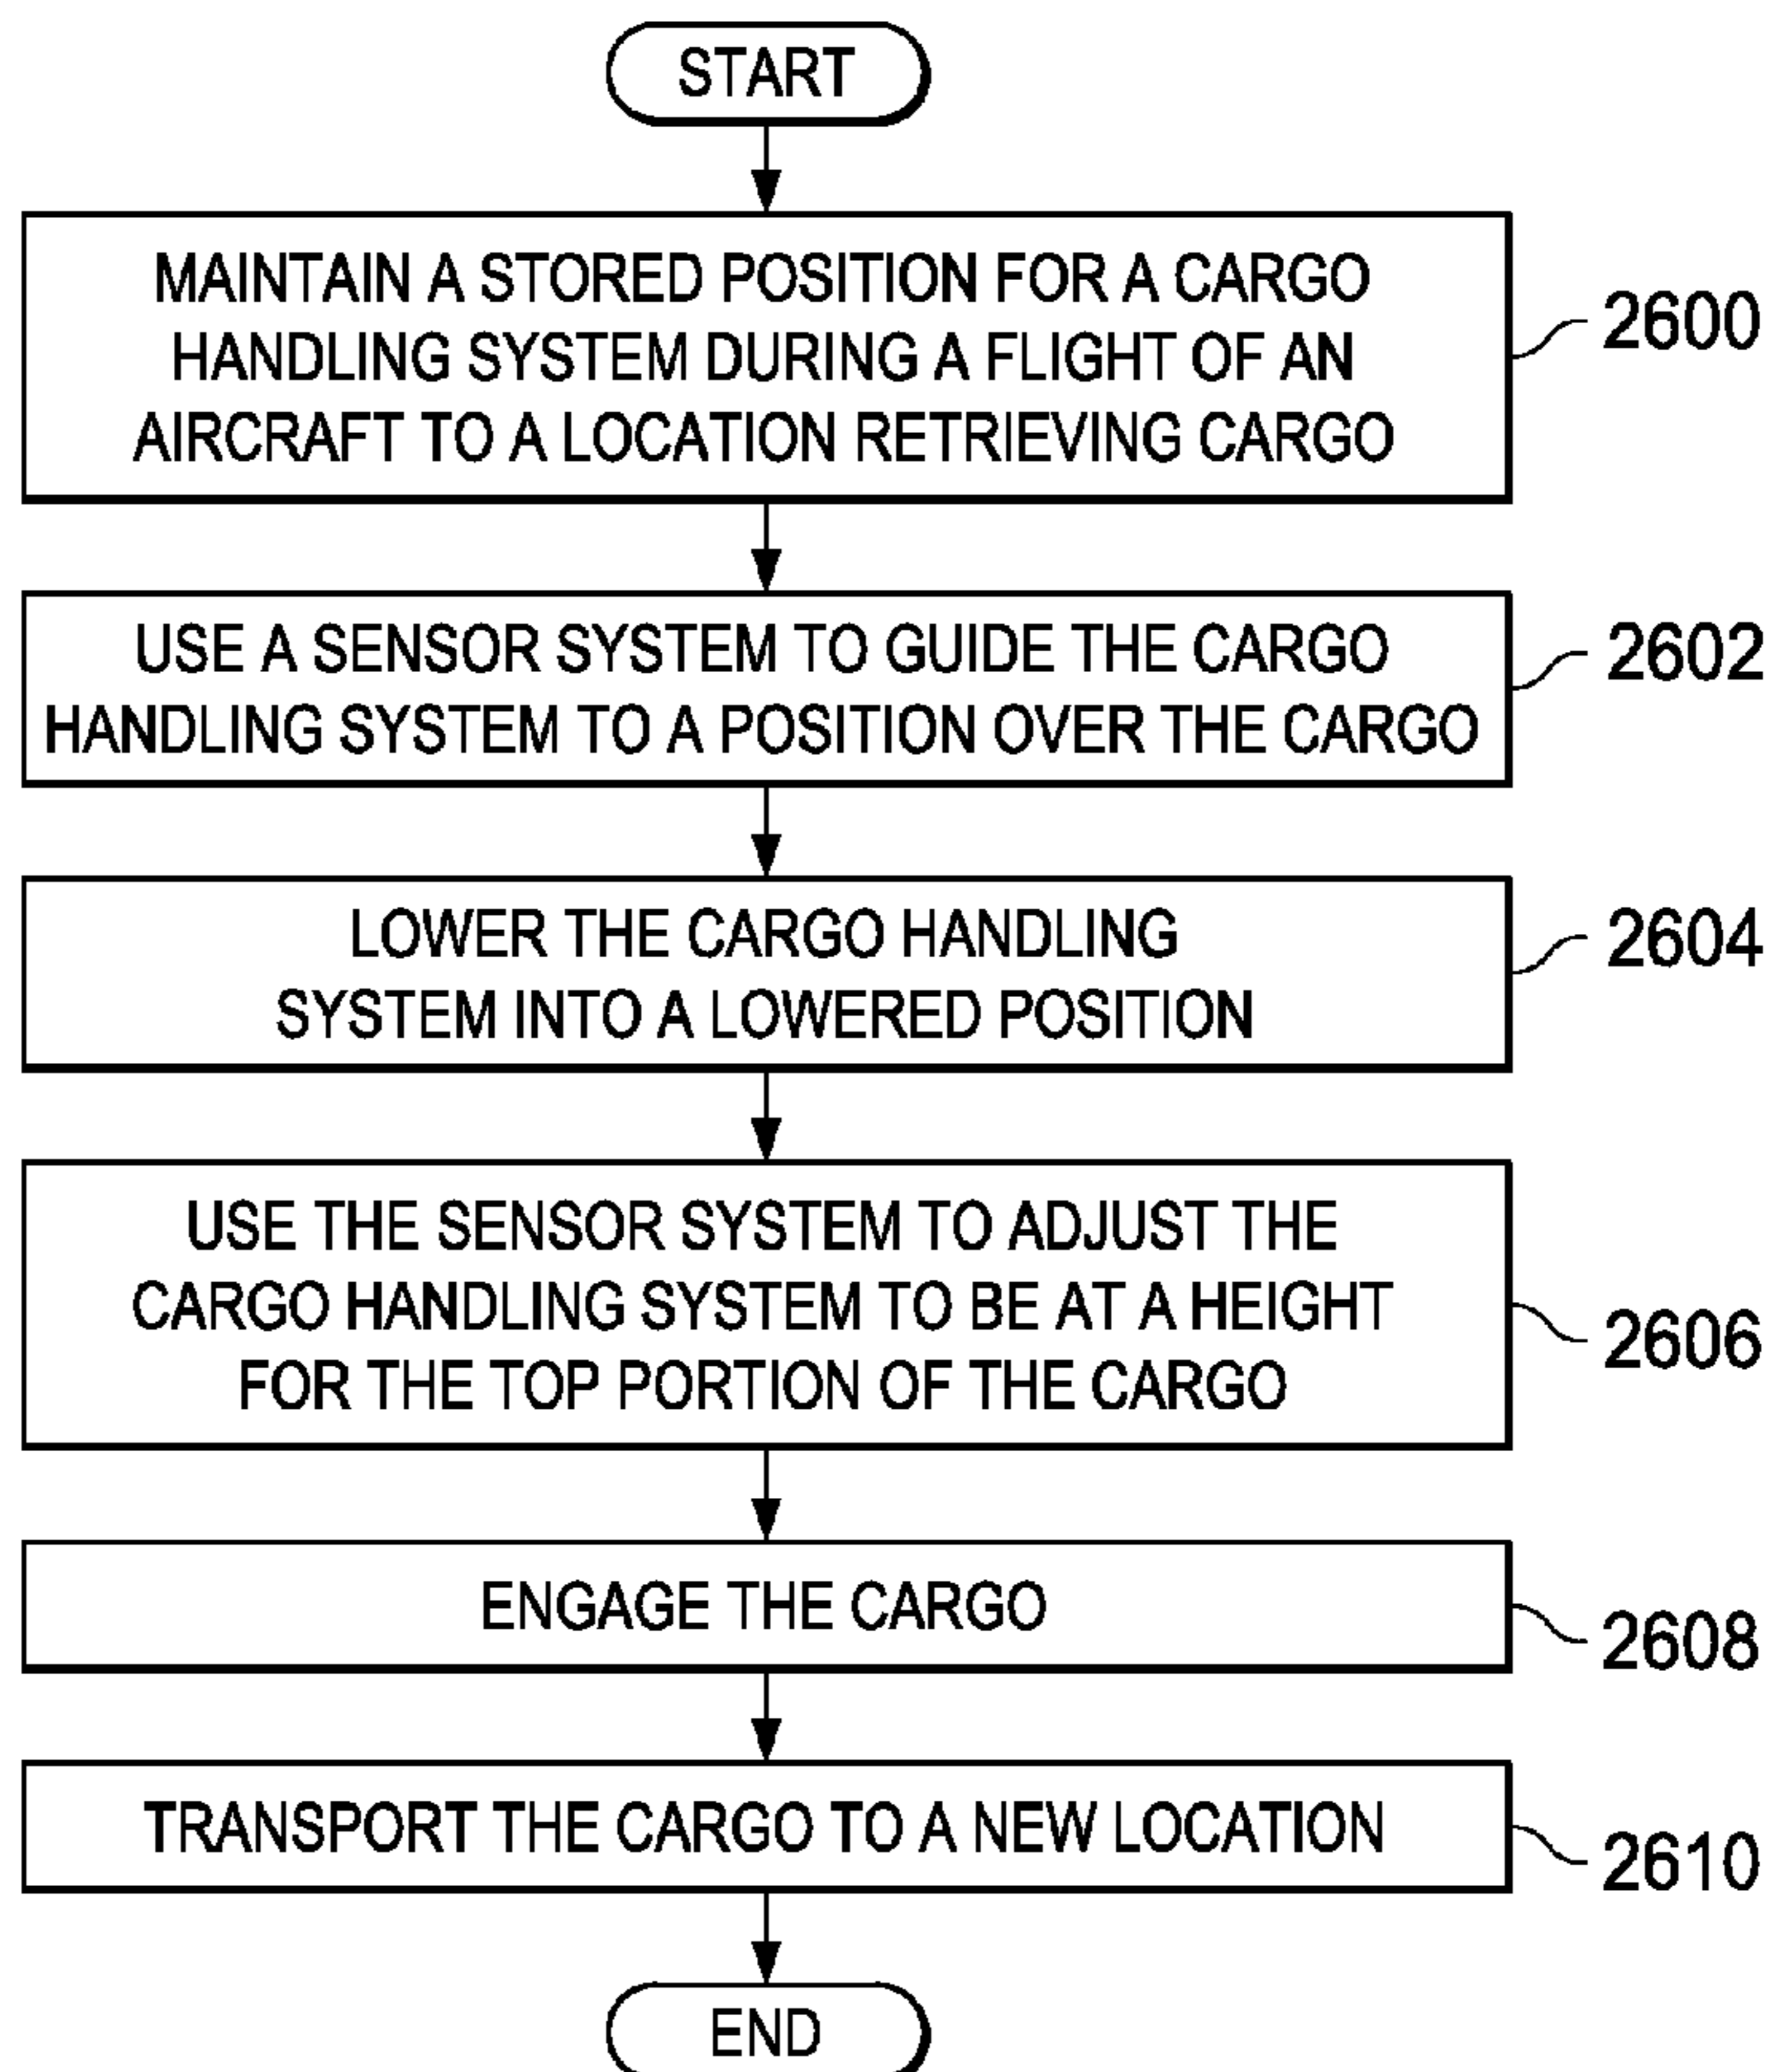 START
MAINTAIN A STORED POSITION FOR A CARGO
HANDLING SYSTEM DURING A FLIGHT OF AN
AIRCRAFT TO A LOCATION RETRIEVING CARGO
2600
USE A SENSOR SYSTEM TO GUIDE THE CARGO
HANDLING SYSTEM TO A POSITION OVER THE CARGO
2602
LOWER THE CARGO HANDLING
SYSTEM INTO A LOWERED POSITION
2604
USE THE SENSOR SYSTEM TO ADJUST THE
CARGO HANDLING SYSTEM TO BE AT A HEIGHT
FOR THE TOP PORTION OF THE CARGO
2606
ENGAGE THE CARGO
2608
TRANSPORT THE CARGO TO A NEW LOCATION
2610
END